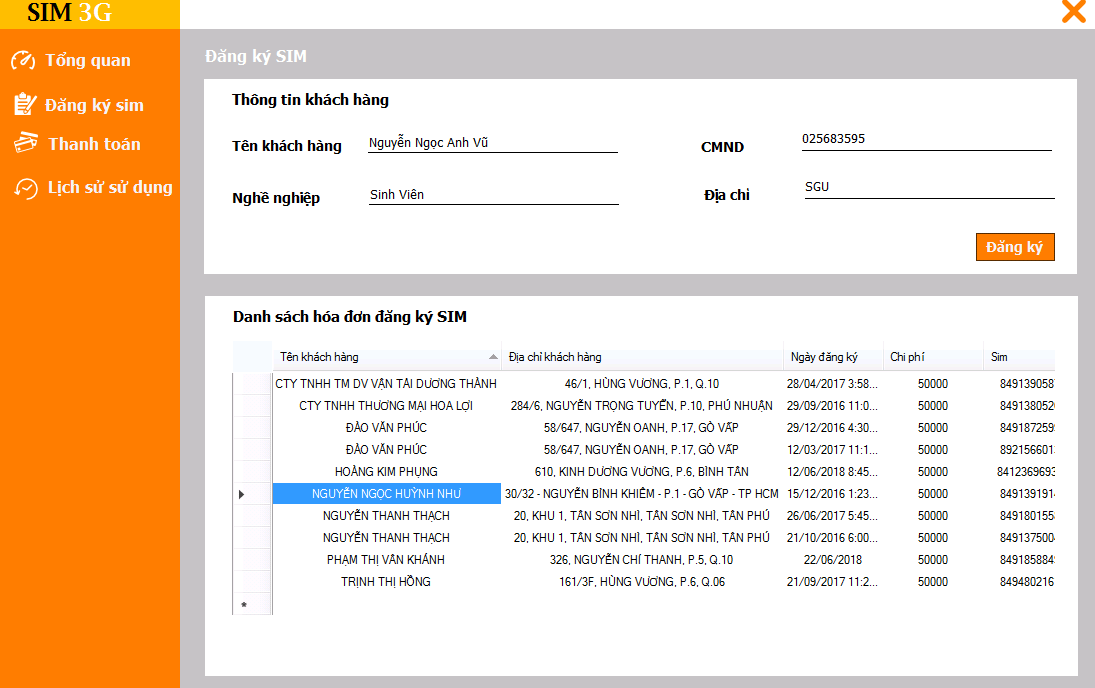 SIM 3G
Tổng quan
Đăng ký sim
Thanh toán
Lịch sử sử dụng
Đăng ký SIM
Thông tin khách hàng
Tên khách hàng Nguyễn Ngọc Anh Vũ CMND 025683595
Nghề nghiệp Sinh Viên Địa chỉ SGU
Đăng ký
Danh sách hóa đơn đăng ký SIM
Tên khách hàng Địa chỉ khách hàng Ngày đăng ký Chi phí Sim
CTY TNHH TM DV VẬN TẢI DƯƠNG THÀNH 46/1, HÙNG VƯƠNG, P.1, Q.10 28/04/2017 3:58... 50000 849139058
CTY TNHH THƯƠNG MẠI HOA LỢI 284/6, NGUYỄN TRỌNG TUYỂN, P.10, PHÚ NHUẬN 29/09/2016 11:0... 50000 849138052
ĐÀO VĂN PHÚC 58/647, NGUYỄN OANH, P.17, GÒ VẤP 29/12/2016 4:30... 50000 849187259
ĐÀO VĂN PHÚC 58/647, NGUYỄN OANH, P.17, GÒ VẤP 12/03/2017 11:1... 50000 892156601
HOÀNG KIM PHỤNG 610, KINH DƯƠNG VƯƠNG, P.6, BÌNH TÂN 12/06/2018 8:45... 50000 8412369693
NGUYỄN NGỌC HUỲNH NHƯ 30/32 - NGUYỄN BỈNH KHIÊM - P.1 - GÒ VẤP - TP HCM 15/12/2016 1:23... 50000 849139191
NGUYỄN THANH THẠCH 20, KHU 1, TÂN SƠN NHÌ, TÂN SƠN NHÌ, TÂN PHÚ 26/06/2017 5:45... 50000 849180155
NGUYỄN THANH THẠCH 20, KHU 1, TÂN SƠN NHÌ, TÂN SƠN NHÌ, TÂN PHÚ 21/10/2016 6:00... 50000 849137500
PHẠM THỊ VÂN KHÁNH 326, NGUYỄN CHÍ THANH, P.5, Q.10 22/06/2018 50000 849185884
TRỊNH THỊ HỒNG 161/3F, HÙNG VƯƠNG, P.6, Q.06 21/09/2017 11:2... 50000 849480216